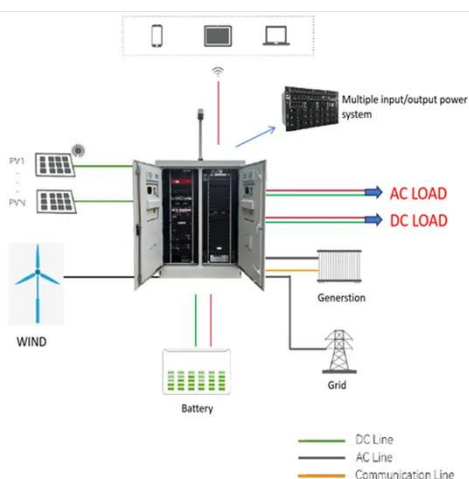 Multiple input/output power
system
PV1
PVN
AC LOAD
DC LOAD
WIND
Generstion
Grid
Battery
DC Line
AC Line
Communication Line